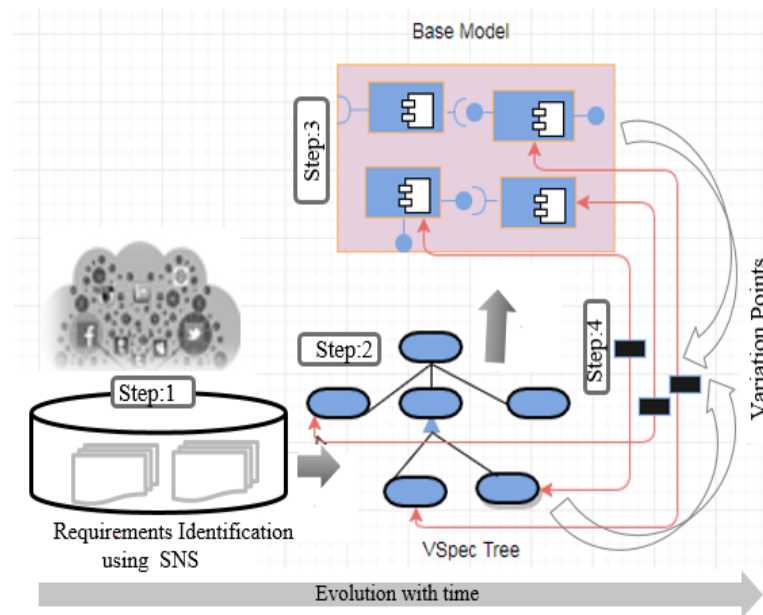 Base Model
Step:3
Step:2
Step:4
Variation Points
Step:1
Requirements Identification
using SNS
VSpec Tree
Evolution with time